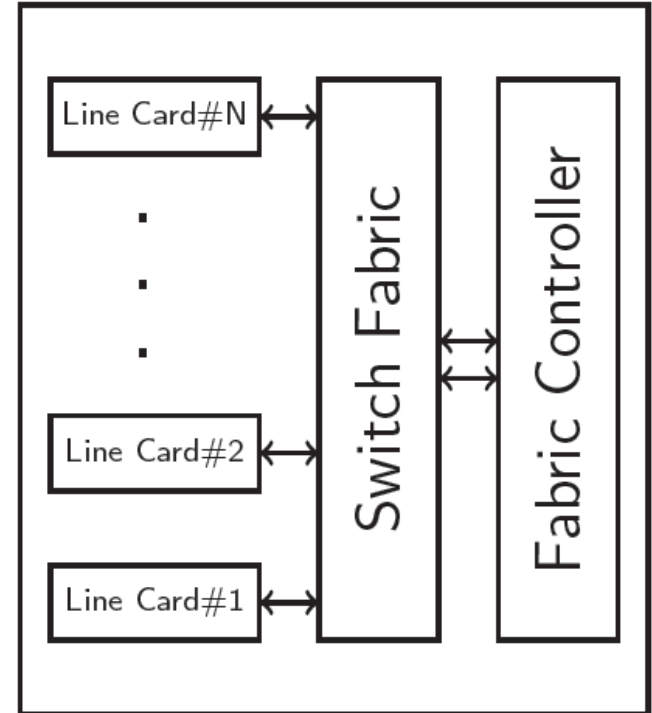 Line Card#N
Line Card#2
Line Card#1
Switch Fabric
Fabric Controller